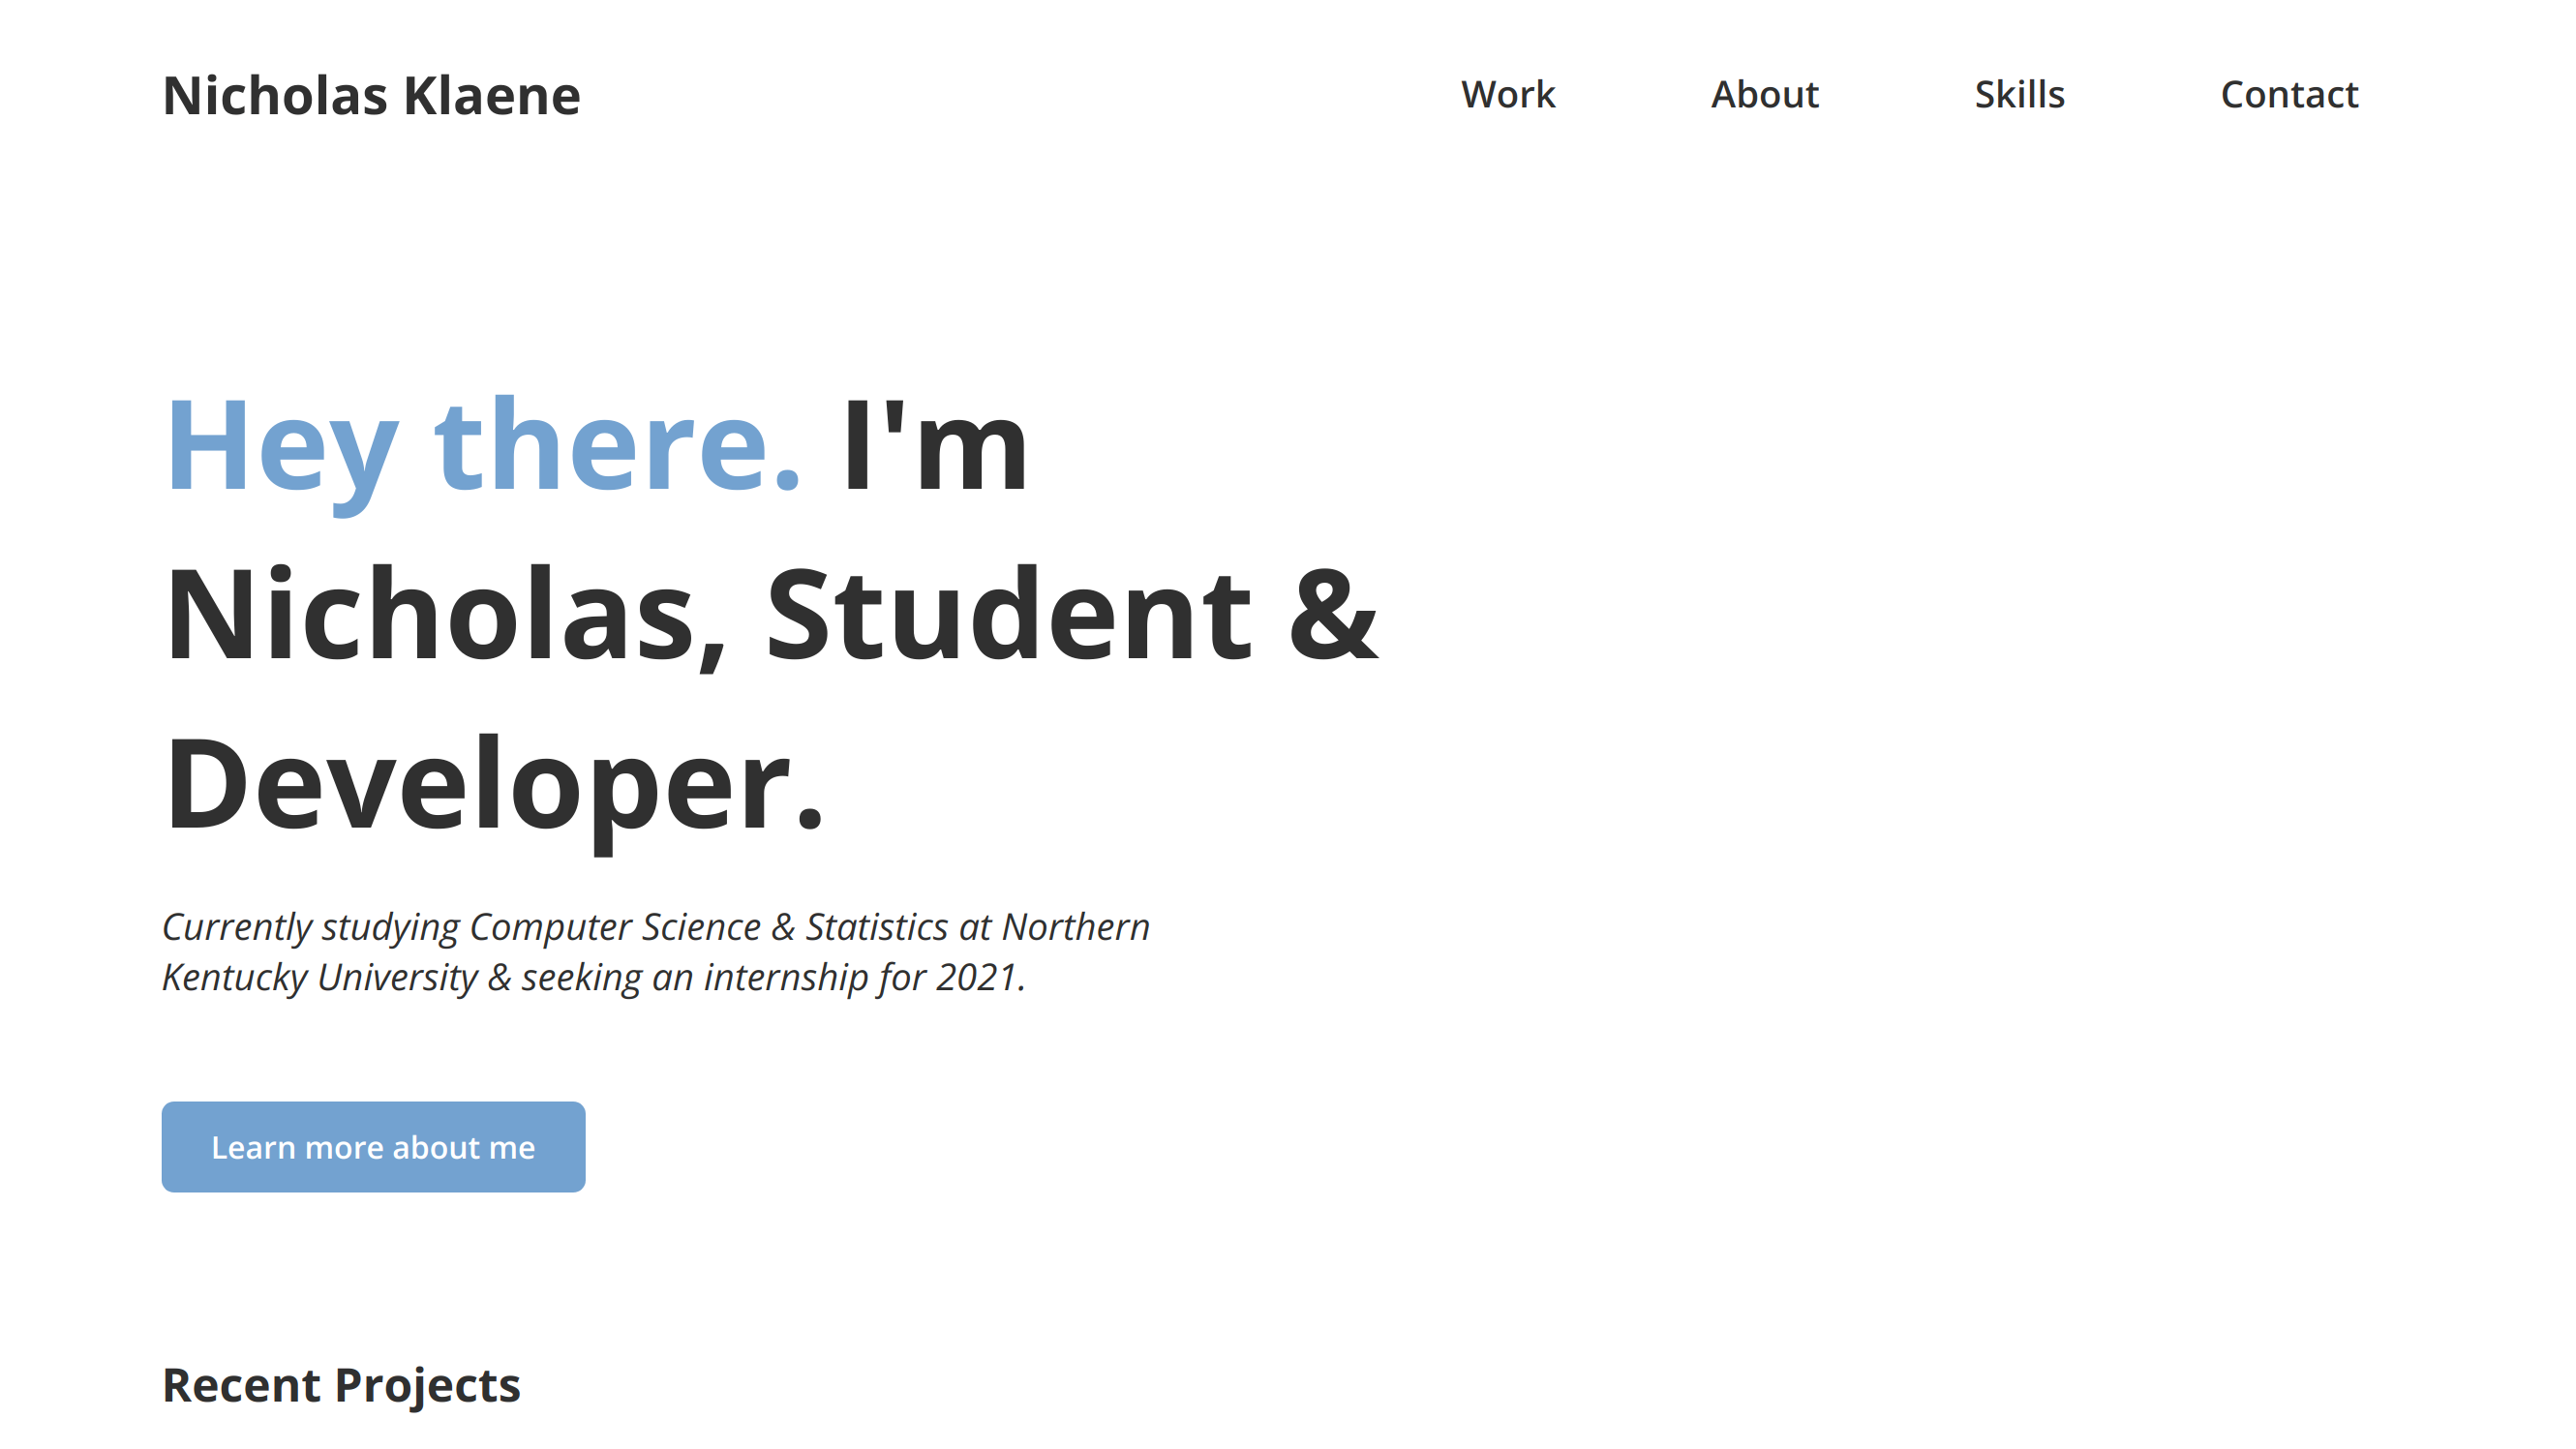 Nicholas Klaene
Work About Skills Contact
Hey there. I'm
Nicholas, Student &
Developer.
Currently studying Computer Science & Statistics at Northern
Kentucky University & seeking an internship for 2021.
Learn more about me
Recent Projects